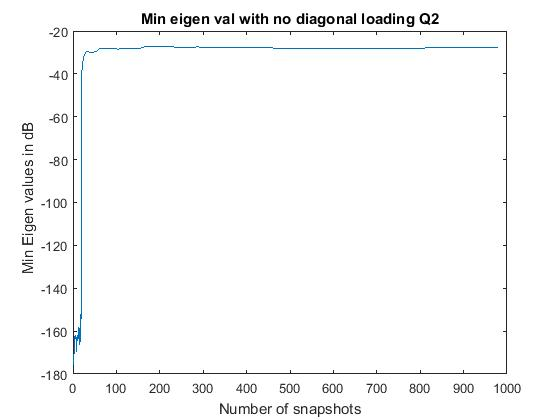 Min eigen val with no diagonal loading Q2
Min Eigen values in dB
-20
-40
-60
-80
-100
-120
-140
-160
-180
0 100 200 300 400 500 600 700 800 900 1000
Number of snapshots